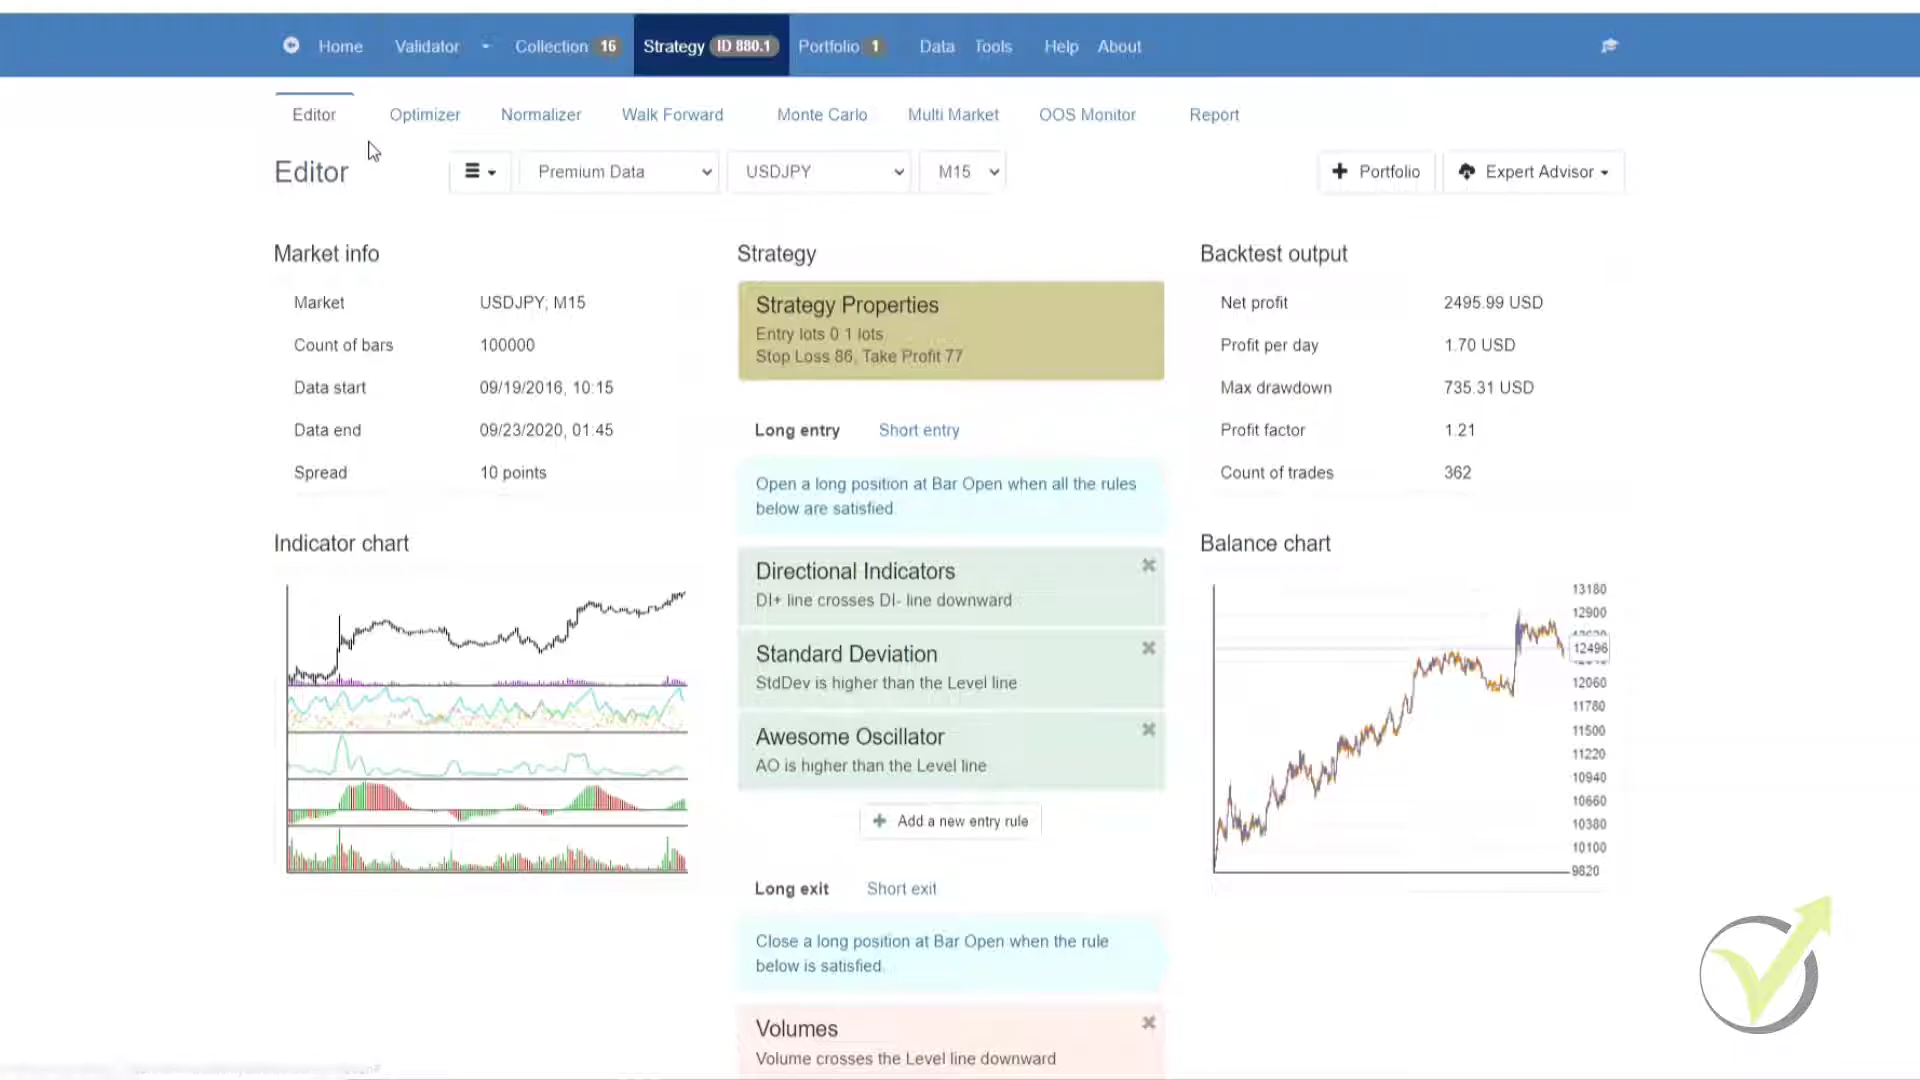 Home Validator Collection 16 Strategy ID 880.1 Portfolio 1 Data Tools Help About
Editor Optimizer Normalizer Walk Forward Monte Carlo Multi Market OOS Monitor Report
Editor Premium Data USDJPY M15 Portfolio Expert Advisor
Market info
Market USDJPY; M15
Count of bars 100000
Data start 09/19/2016, 10:15
Data end 09/23/2020, 01:45
Spread 10 points
Indicator chart
Strategy
Strategy Properties
Entry lots 0 1 lots
Stop Loss 86, Take Profit 77
Long entry Short entry
Open a long position at Bar Open when all the rules
below are satisfied
Directional Indicators
DI+ line crosses DI- line downward
Standard Deviation
StdDev is higher than the Level line
Awesome Oscillator
AO is higher than the Level line
Add a new entry rule
Long exit Short exit
Close a long position at Bar Open when the rule
below is satisfied.
Volumes
Volume crosses the Level line downward
Backtest output
Net profit 2495.99 USD
Profit per day 1.70 USD
Max drawdown 735.31 USD
Profit factor 1.21
Count of trades 362
Balance chart
13180
12900
12496
12060
11780
11500
11220
10940
10660
10380
10100
9820